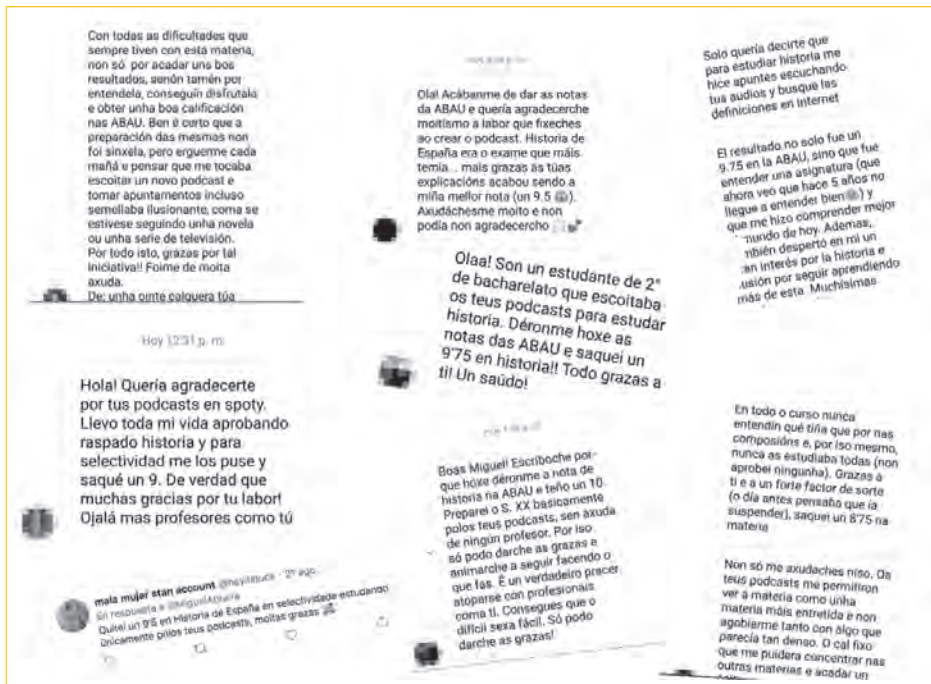 Con todas as dificultades que
sempre tiven con esta materia,
non só por acadar uns bos
resultados, senón tamén por
entendela, conseguín disfrutala
e obter unha boa calificación
nas ABAU. Ben é certo que a
preparación das mesmas non
foi sinxela, pero erguerme cada
mañá e pensar que me tocaba
escoitar un novo podcast e
tomar apuntamentos incluso
semellaba ilusionante, coma se
estivese seguindo unha novela
ou unha serie de televisión.
Por todo isto, grazas por tal
iniciativa!! Foime de moita
axuda.
De: unha oínte calquera túa
Hoy 12:31 p. m.
Hola! Quería agradecerte
por tus podcasts en spoty.
Llevo toda mi vida aprobando
raspado historia y para
selectividad me los puse y
saqué un 9. De verdad que
muchas gracias por tu labor!
Ojalá mas profesores como tú
mala mujer stan account
En respuesta a
Quitei un 9'5 en Historia de España en selectividade estudando
únicamente polos teus podcasts, moitas grazas
Ola! Acábanme de dar as notas
da ABAU e quería agradecerche
moitísmo a labor que fixeches
ao crear o podcast. Historia de
España era o exame que máis
temía... mais grazas ás túas
explicacións acabou sendo a
miña mellor nota (un 9.5 ).
Axudáchesme moito e non
podía non agradecercho
Olaa! Son un estudante de 2°
de bacharelato que escoitaba
os teus podcasts para estudar
historia. Déronme hoxe as
notas das ABAU e saquei un
9'75 en historia!! Todo grazas a
ti! Un saúdo!
Boas Miguel! Escríboche por-
que hoxe déronme a nota de
historia na ABAU e teño un 10.
Preparei o S. XX basicamente
polos teus podcasts, sen axuda
de ningún profesor. Por iso
só podo darche as grazas e
animarche a seguir facendo o
que fas. É un verdadeiro pracer
atoparse con profesionais
coma ti. Consegues que o
difícil sexa fácil. Só podo
darche as grazas!
Solo quería decirte que
para estudiar historia me
hice apuntes escuchando
tus audios y busque las
definiciones en internet
El resultado no solo fue un
9.75 en la ABAU, sino que fue
entender una asignatura (que
ahora veo que hace 5 años no
llegue a entender bien ) y
que me hizo comprender mejor
mundo de hoy. Ademas,
mbién despertó en mi un
an interés por la historia e
usión por seguir aprendiendo
más de esta. Muchísimas
En todo o curso nunca
entendín qué tiña que por nas
composións e, por iso mesmo,
nunca as estudiaba todas (non
aprobei ningunha). Grazas a
ti e a un forte factor de sorte
(o día antes pensaba que ía
suspender), saquei un 8'75 na
materia
Non só me axudaches niso. Os
teus podcasts me permitiron
ver a materia como unha
materia máis entretida e non
agobiarme tanto con algo que
parecía tan denso. O cal fixo
que me puidera concentrar nas
outras materias e acadar un